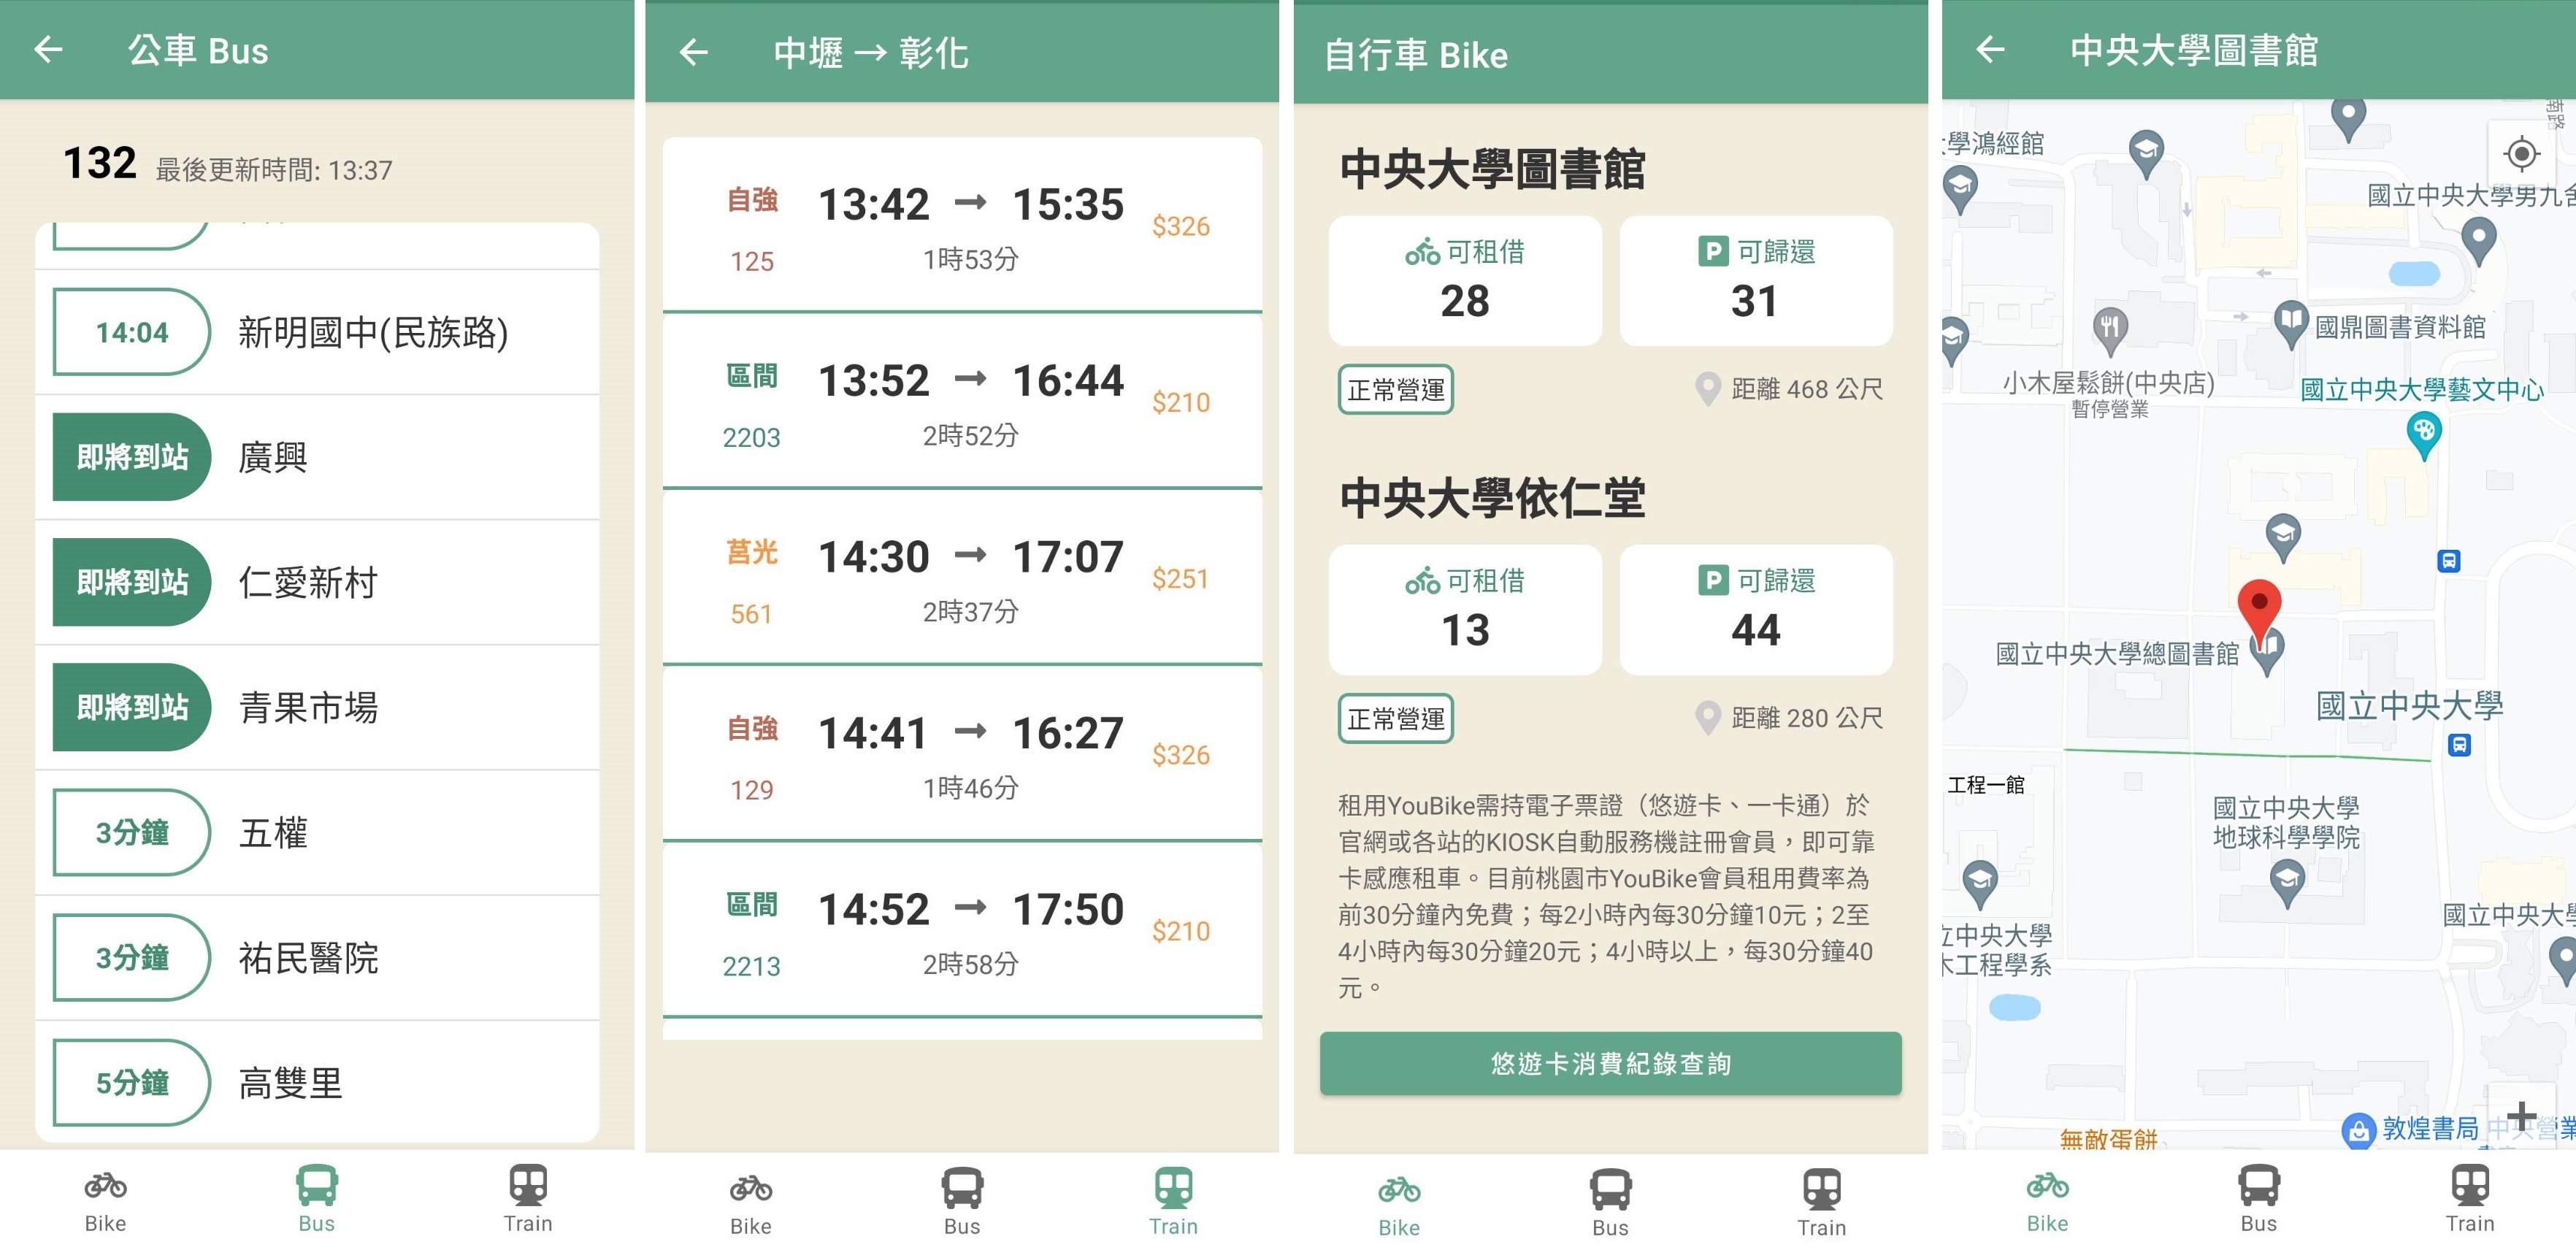 公車 Bus
132 最後更新時間: 13:37
14:04 新明國中(民族路)
即將到站 廣興
即將到站 仁愛新村
即將到站 青果市場
3分鐘 五權
3分鐘 祐民醫院
5分鐘 高雙里
Bike Bus Train
中壢 → 彰化
自強 13:42 → 15:35 $326
125 1時53分
區間 13:52 → 16:44 $210
2203 2時52分
莒光 14:30 → 17:07 $251
561 2時37分
自強 14:41 → 16:27 $326
129 1時46分
區間 14:52 → 17:50 $210
2213 2時58分
Bike Bus Train
自行車 Bike
中央大學圖書館
可租借 P 可歸還
28 31
正常營運 距離 468 公尺
中央大學依仁堂
可租借 P 可歸還
13 44
正常營運 距離 280 公尺
租用YouBike需持電子票證（悠遊卡、一卡通）於
官網或各站的KIOSK自動服務機註冊會員，即可靠
卡感應租車。目前桃園市YouBike會員租用費率為
前30分鐘內免費；每2小時內每30分鐘10元；2至
4小時內每30分鐘20元；4小時以上，每30分鐘40
元。
悠遊卡消費紀錄查詢
Bike Bus Train
中央大學圖書館
南路
學鴻經館
國立中央大學男九舍
國鼎圖書資料館
小木屋鬆餅(中央店)
暫停營業
國立中央大學藝文中心
國立中央大學總圖書館
國立中央大學
工程一館
國立中央大學
地球科學學院
國立中央大學
立中央大學
木工程學系
無敵蛋餅
敦煌書局 中央營業
Bike Bus Train